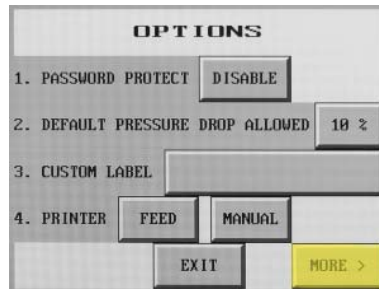 OPTIONS
1. PASSWORD PROTECT DISABLE
2. DEFAULT PRESSURE DROP ALLOWED 10 %
3. CUSTOM LABEL
4. PRINTER FEED MANUAL
EXIT MORE >